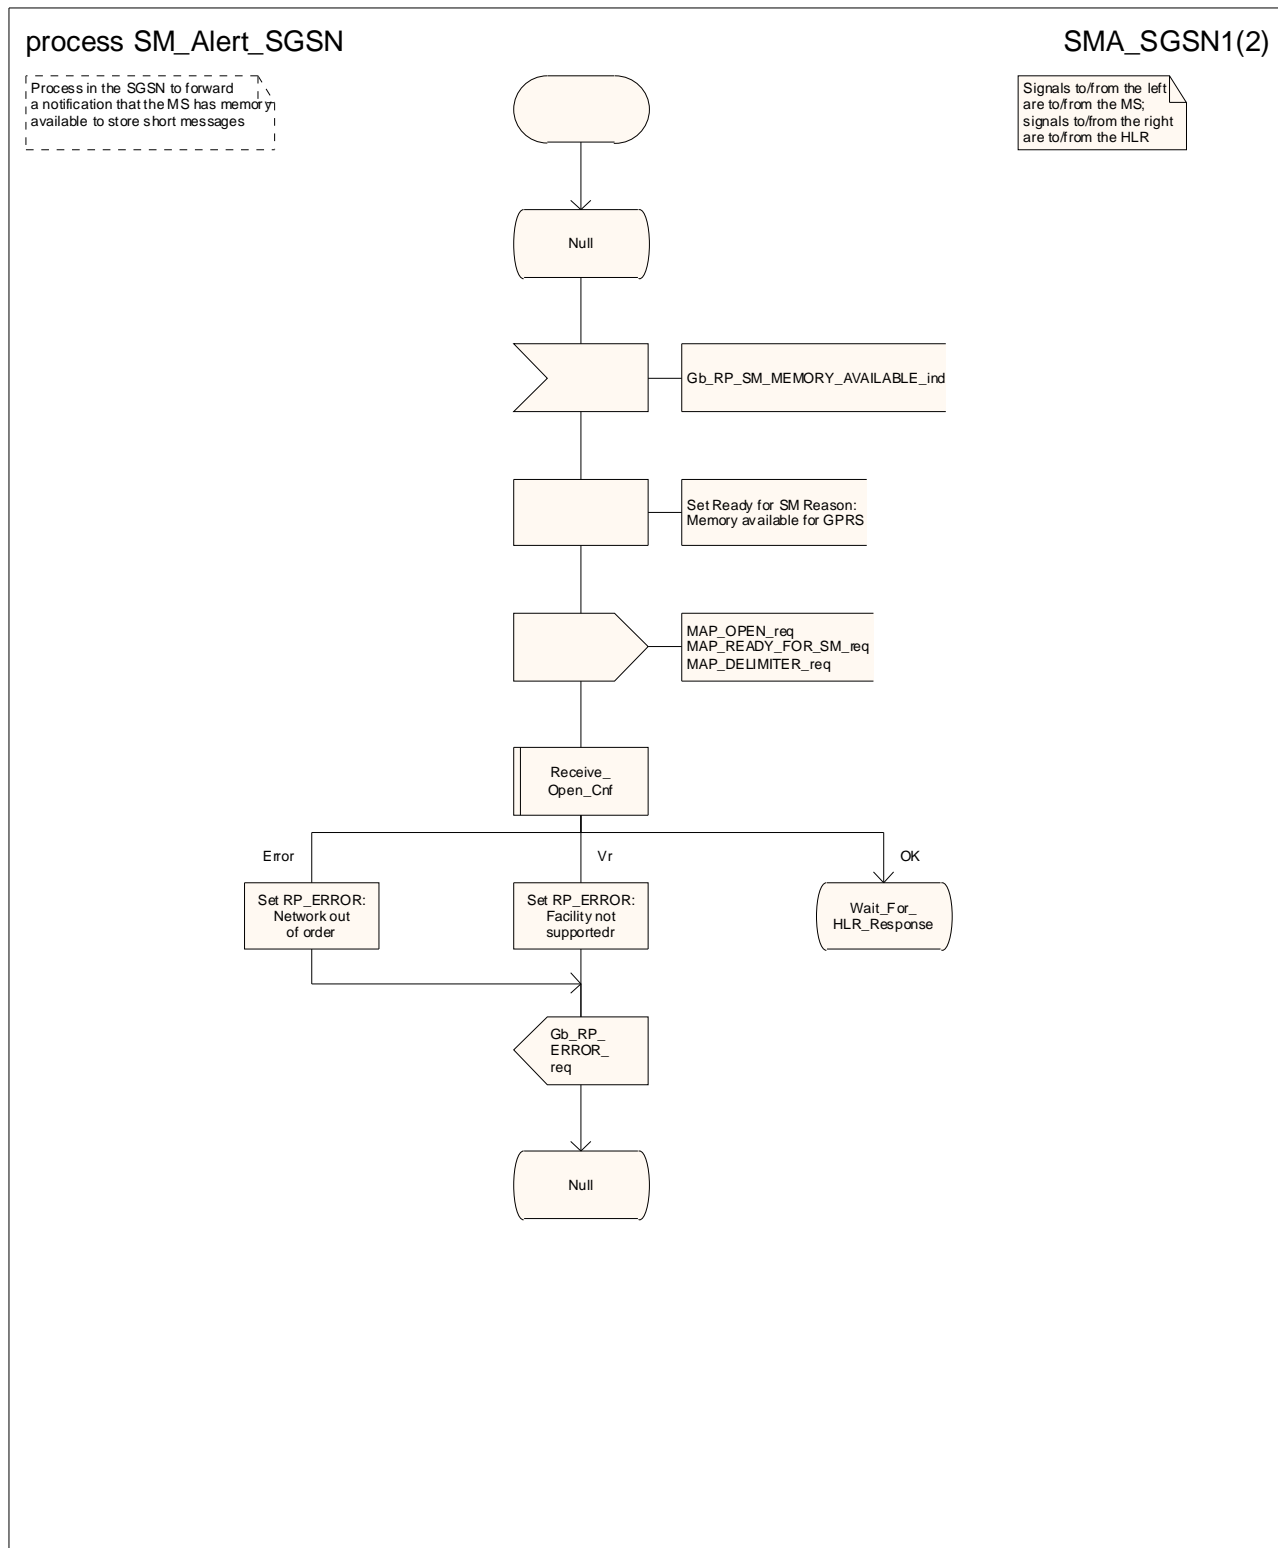 process SM_Alert_SGSN
SMA_SGSN1(2)
Process in the SGSN to forward
a notification that the MS has memory
available to store short messages
Signals to/from the left
are to/from the MS;
signals to/from the right
are to/from the HLR
Null
Gb_RP_SM_MEMORY_AVAILABLE_ind
Set Ready for SM Reason:
Memory available for GPRS
MAP_OPEN_req
MAP_READY_FOR_SM_req
MAP_DELIMITER_req
Receive_
Open_Cnf
Error
Vr
OK
Set RP_ERROR:
Network out
of order
Set RP_ERROR:
Facility not
supportedr
Wait_For_
HLR_Response
Gb_RP_
ERROR_
req
Null